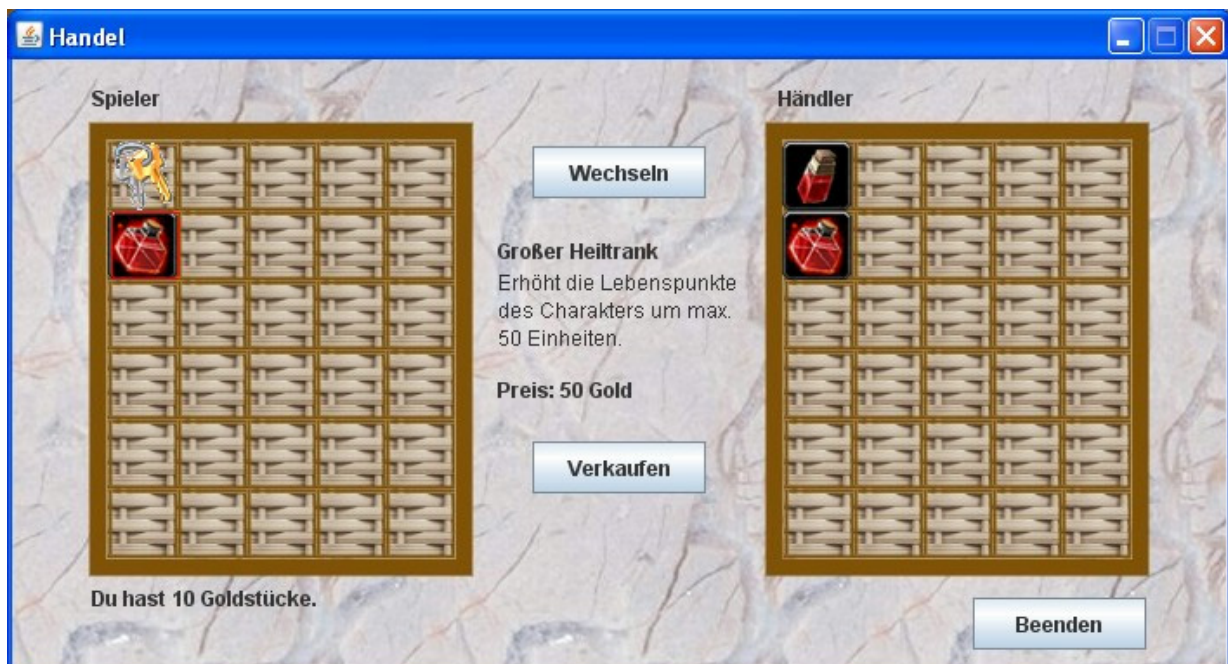 Handel
Spieler
Händler
Wechseln
Großer Heiltrank
Erhöht die Lebenspunkte
des Charakters um max.
50 Einheiten.
Preis: 50 Gold
Verkaufen
Du hast 10 Goldstücke.
Beenden